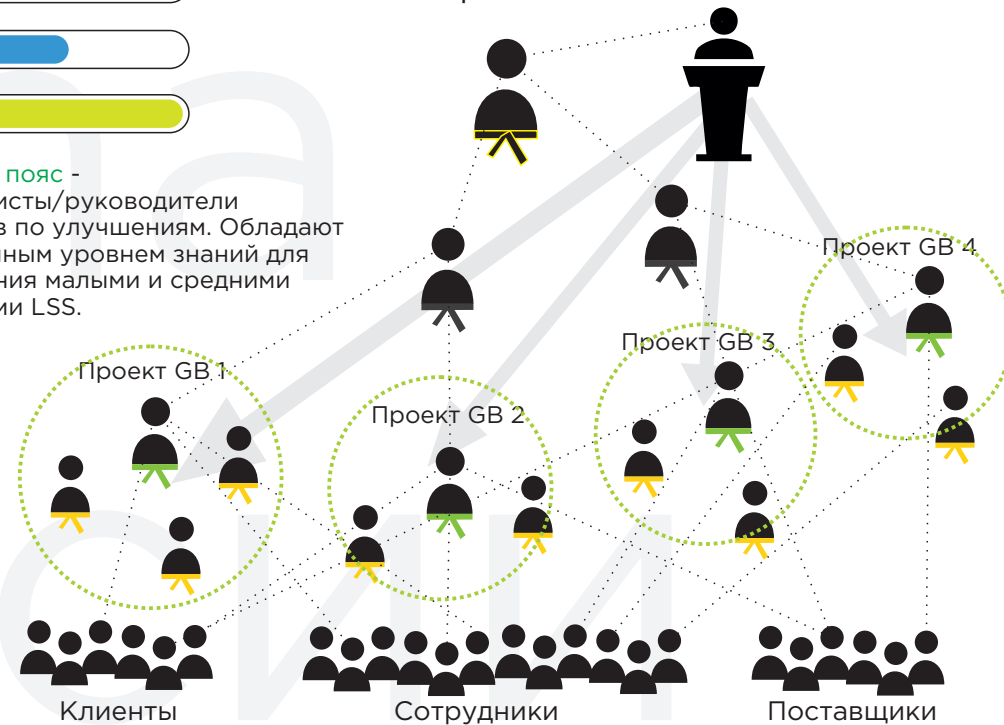 пояс -
исты/руководители
в по улучшениям. Обладают
ным уровнем знаний для
ния малыми и средними
ми LSS.
Проект GB 4
Проект GB 3
Проект GB 1
Проект GB 2
Клиенты
Сотрудники
Поставщики